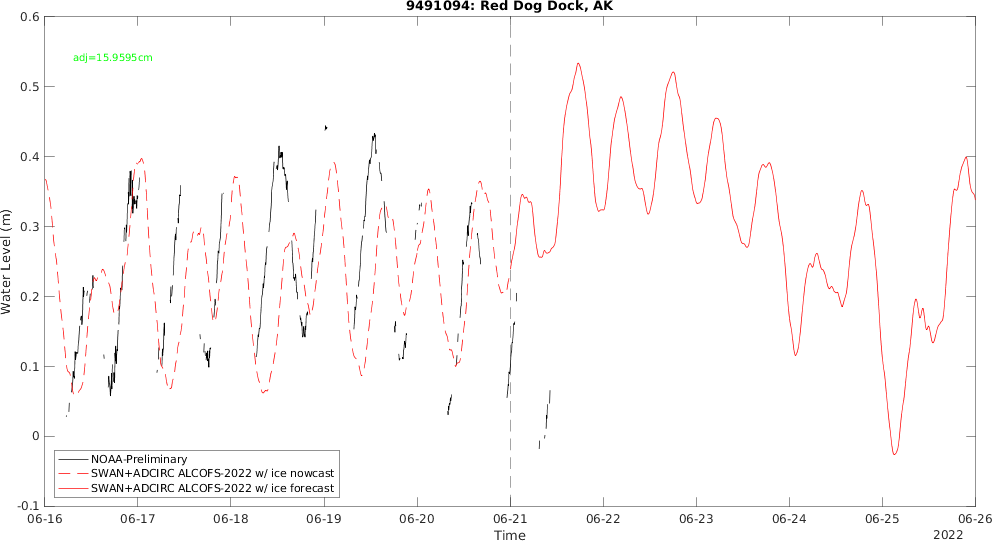 9491094: Red Dog Dock, AK
adj=15.9595cm
0.6
0.5
0.4
0.3
0.2
0.1
0
-0.1
Water Level (m)
NOAA-Preliminary
SWAN+ADCIRC ALCOFS-2022 w/ ice nowcast
SWAN+ADCIRC ALCOFS-2022 w/ ice forecast
06-16 06-17 06-18 06-19 06-20 06-21 06-22 06-23 06-24 06-25 06-26
Time
2022